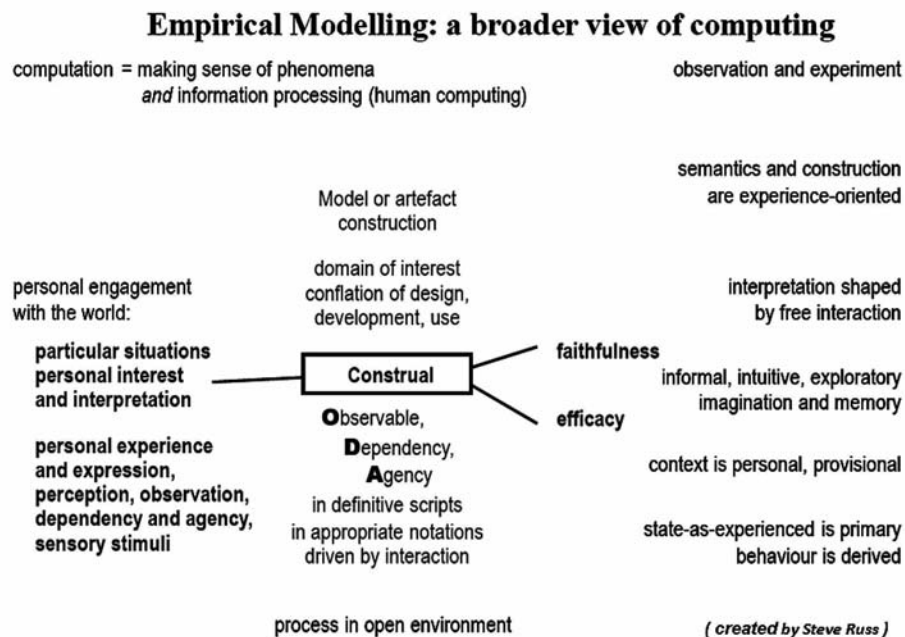 Empirical Modelling: a broader view of computing
computation = making sense of phenomena
and information processing (human computing)
observation and experiment
semantics and construction
are experience-oriented
Model or artefact
construction
domain of interest
conflation of design,
development, use
personal engagement
with the world:
interpretation shaped
by free interaction
particular situations
personal interest
and interpretation
Construal
faithfulness
efficacy
informal, intuitive, exploratory
imagination and memory
Observable,
Dependency,
Agency
personal experience
and expression,
perception, observation,
dependency and agency,
sensory stimuli
context is personal, provisional
in definitive scripts
in appropriate notations
driven by interaction
state-as-experienced is primary
behaviour is derived
process in open environment
( created by Steve Russ )